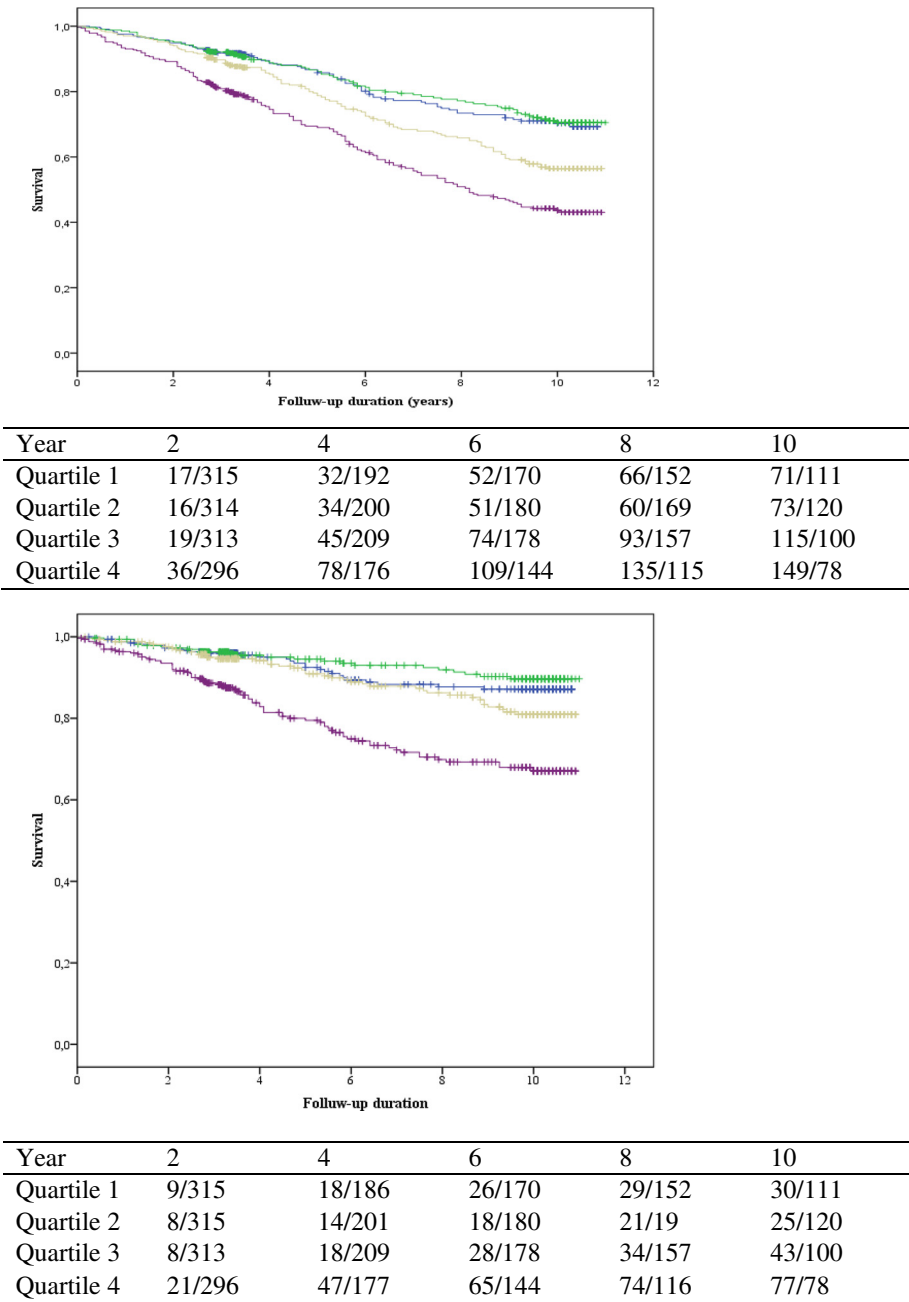 1,0
0,8
0,6
0,4
0,2
0,0
Survival
0 2 4 6 8 10 12
Folluw-up duration (years)
Year 2 4 6 8 10
Quartile 1 17/315 32/192 52/170 66/152 71/111
Quartile 2 16/314 34/200 51/180 60/169 73/120
Quartile 3 19/313 45/209 74/178 93/157 115/100
Quartile 4 36/296 78/176 109/144 135/115 149/78
1,0
0,8
0,6
0,4
0,2
0,0
Survival
0 2 4 6 8 10 12
Folluw-up duration
Year 2 4 6 8 10
Quartile 1 9/315 18/186 26/170 29/152 30/111
Quartile 2 8/315 14/201 18/180 21/19 25/120
Quartile 3 8/313 18/209 28/178 34/157 43/100
Quartile 4 21/296 47/177 65/144 74/116 77/78